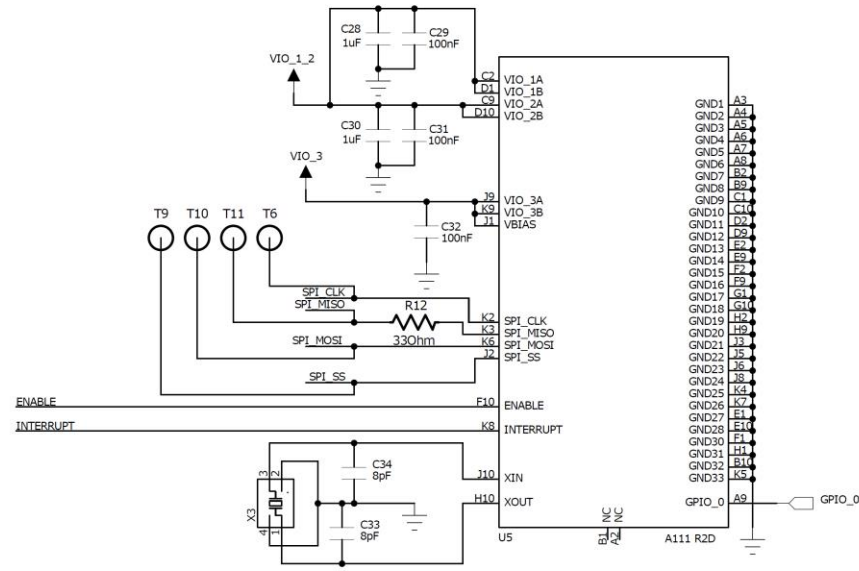 C28
1uF
C29
100nF
VIO_1_2
C2 VIO_1A
D1 VIO_1B
C9 VIO_2A
D10 VIO_2B
C30
1uF
C31
100nF
VIO_3
J9 VIO_3A
K9 VIO_3B
J1 VBIAS
C32
100nF
T9 T10 T11 T6
SPI_CLK
SPI_MISO
R12
33Ohm
SPI_MOSI
SPI_SS
K2 SPI_CLK
K3 SPI_MISO
K6 SPI_MOSI
J2 SPI_SS
ENABLE F10 ENABLE
INTERRUPT K8 INTERRUPT
C34
8pF
J10 XIN
3 2
X3
4 1
H10 XOUT
C33
8pF
GND1 A3
GND2 A4
GND3 A5
GND4 A6
GND5 A7
GND6 A8
GND7 B2
GND8 B9
GND9 C1
GND10 C10
GND11 D2
GND12 D9
GND13 E2
GND14 E9
GND15 F2
GND16 F9
GND17 G1
GND18 G10
GND19 H2
GND20 H9
GND21 J3
GND22 J5
GND23 J6
GND24 J8
GND25 K4
GND26 K7
GND27 E1
GND28 E10
GND30 F1
GND31 H1
GND32 B10
GND33 K5
GPIO_0 A9 GPIO_0
NC NC
B1 A2
U5
A111 R2D